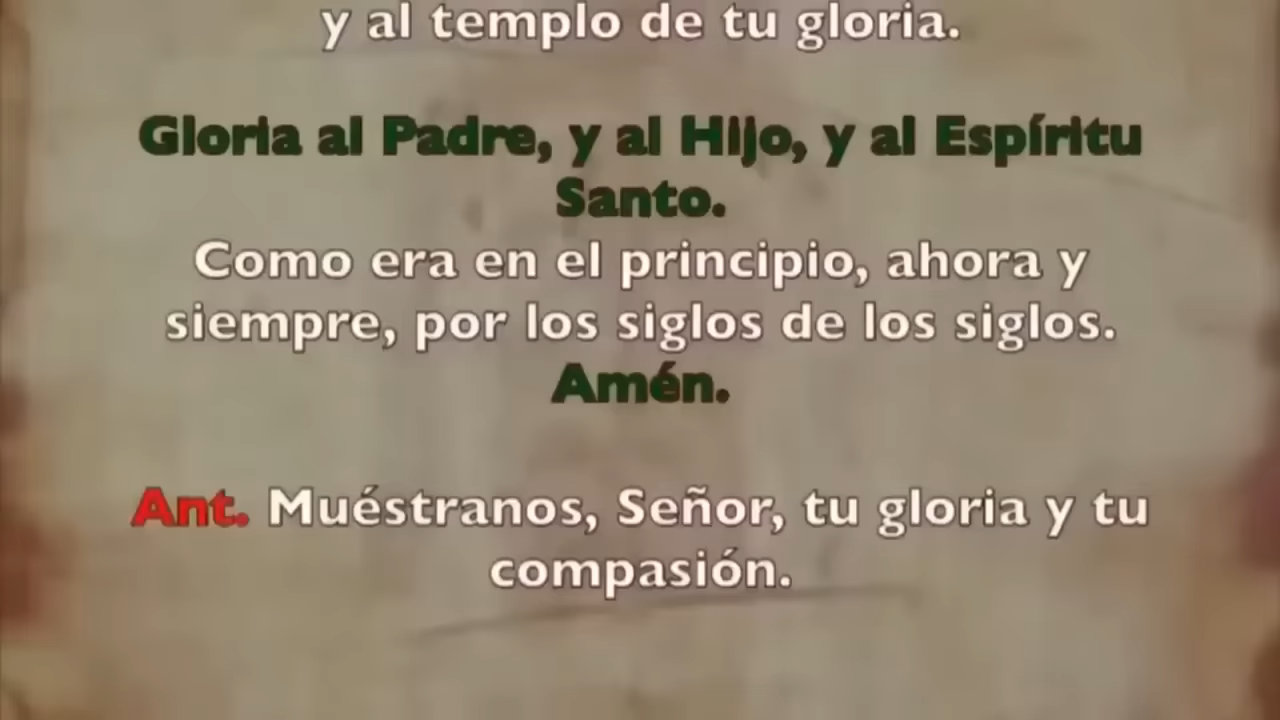 y al templo de tu gloria.
Gloria al Padre, y al Hijo, y al Espíritu
Santo.
Como era en el principio, ahora y
siempre, por los siglos de los siglos.
Amén.
Ant. Muéstranos, Señor, tu gloria y tu
compasión.